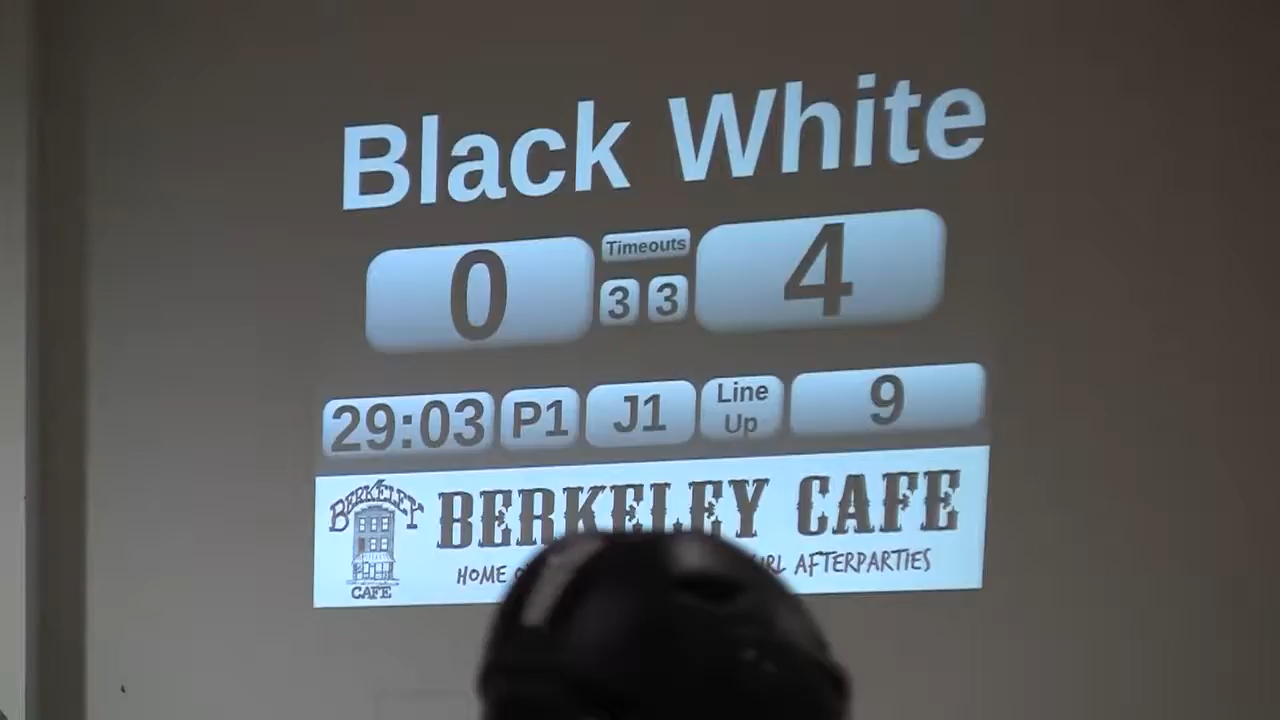 Black White
0 Timeouts 4
3 3
29:03 P1 J1 Line Up 9
BERKELEY CAFE
BERKELEY CAFE
HOME AFTERPARTIES